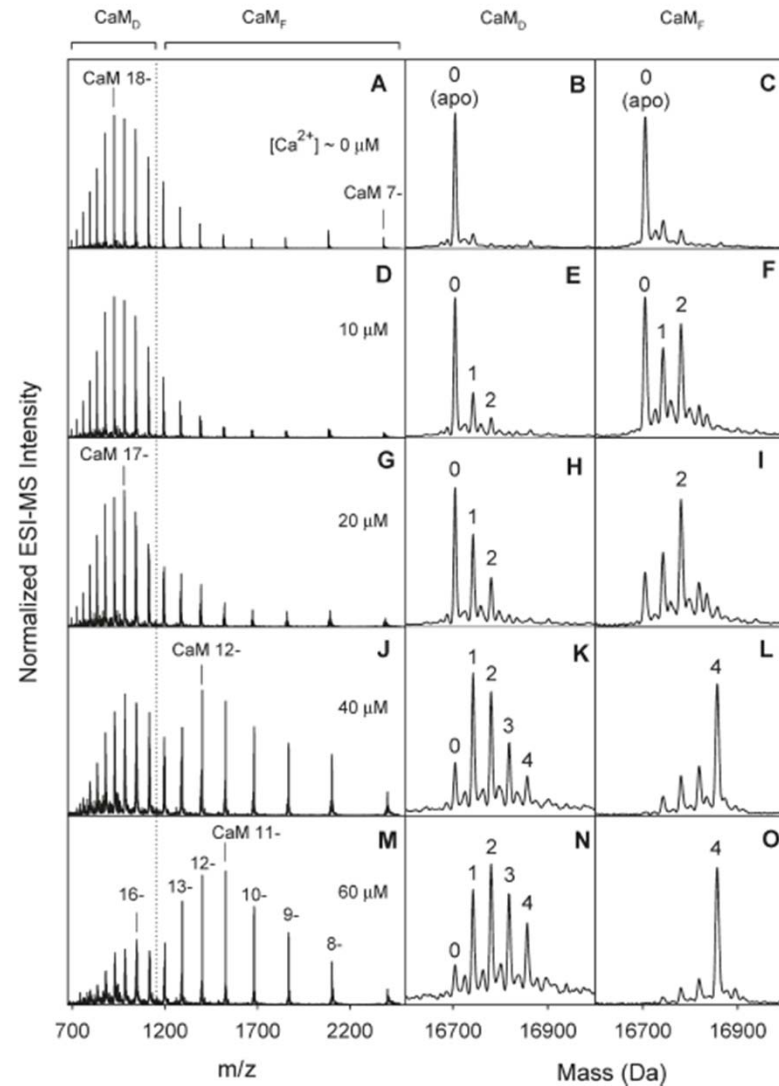 CaM_D CaM_F CaM_D CaM_F
CaM 18- A 0 B 0 C
(apo) (apo)
[Ca2+] ~ 0 μM
CaM 7-
D E F
0 0
10 μM 2
1 1
2
G H I
CaM 17- 0 2
20 μM 1
2
J K L
CaM 12- 1 4
40 μM 2
0 3
4
M N O
CaM 11- 2 4
12- 60 μM 1 3
16- 13- 10- 4
9- 0
8-
Normalized ESI-MS Intensity
700 1200 1700 2200 16700 16900 16700 16900
m/z Mass (Da)